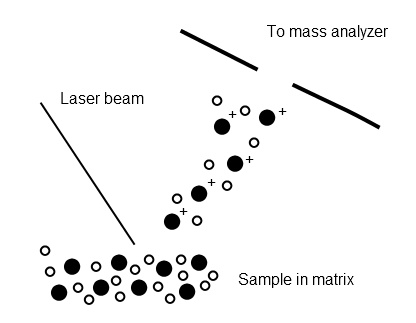 To mass analyzer
Laser beam
+
+
+
+
+
Sample in matrix